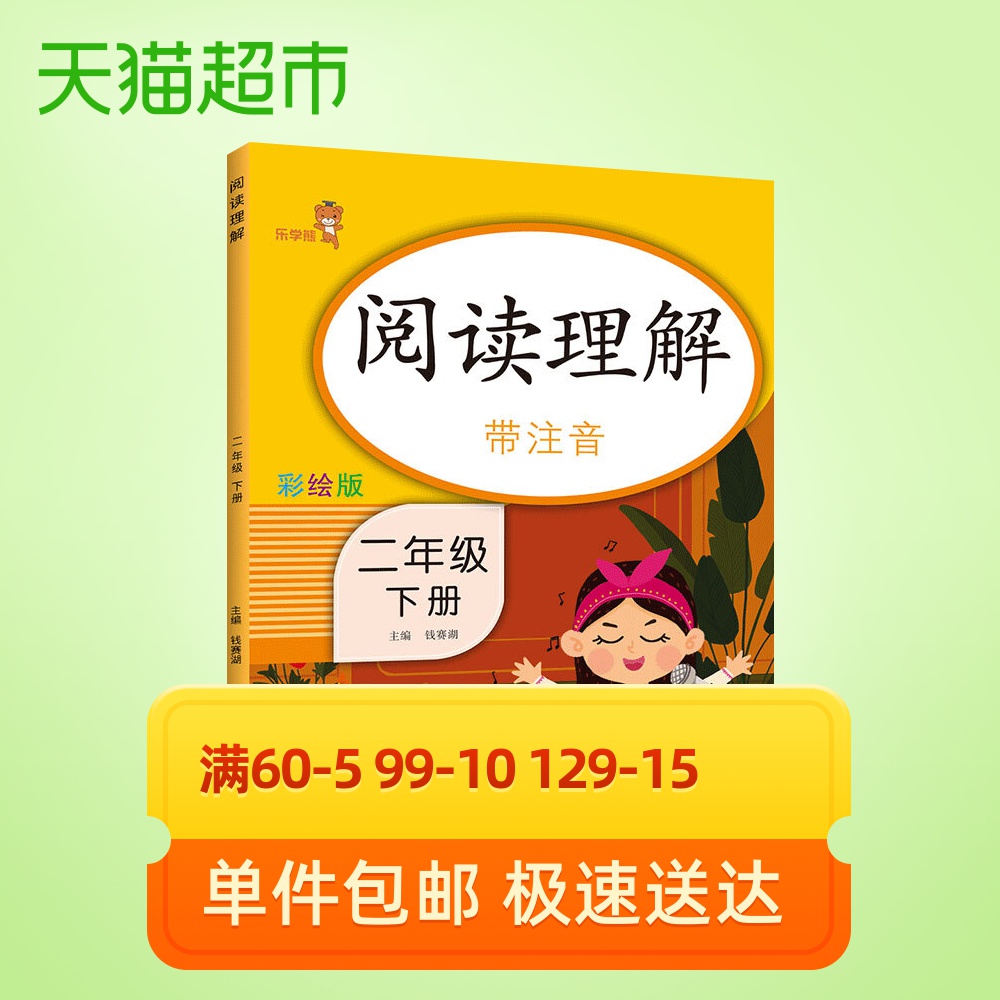 天猫超市
阅读理解
二年级 下册
主编 钱赛湖
乐学熊
阅读理解
带注音
彩绘版
二年级
下册
主编 钱赛湖
满60-5 99-10 129-15
单件包邮 极速送达